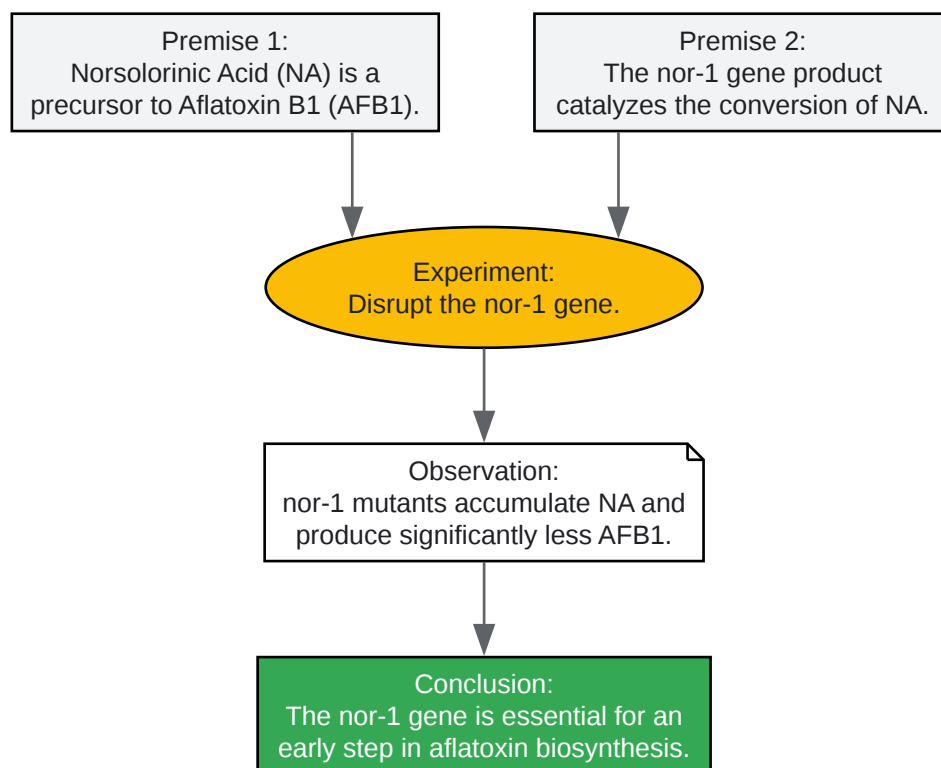 Premise 1:
Norsolorinic Acid (NA) is a
precursor to Aflatoxin B1 (AFB1).
Premise 2:
The nor-1 gene product
catalyzes the conversion of NA.
Experiment:
Disrupt the nor-1 gene.
Observation:
nor-1 mutants accumulate NA and
produce significantly less AFB1.
Conclusion:
The nor-1 gene is essential for an
early step in aflatoxin biosynthesis.